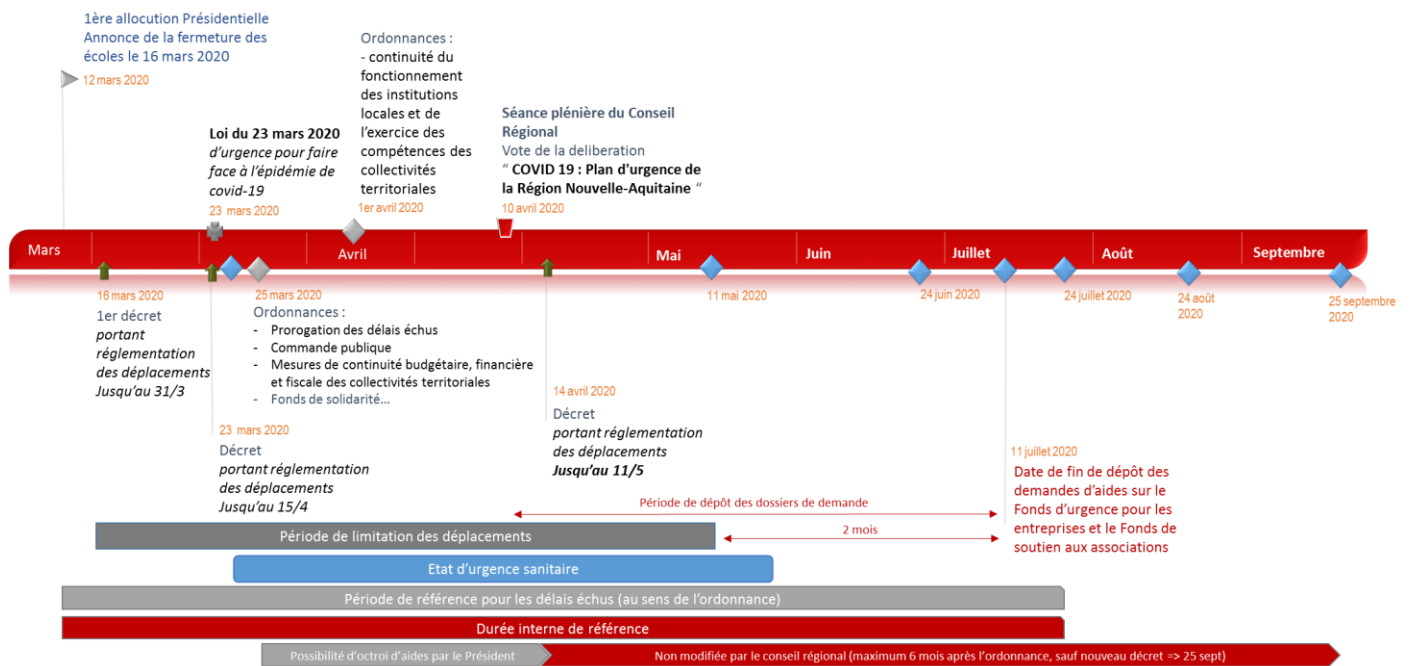 1ère allocution Présidentielle
Annonce de la fermeture des
écoles le 16 mars 2020
12 mars 2020
Loi du 23 mars 2020
d'urgence pour faire
face à l'épidémie de
covid-19
23 mars 2020
Ordonnances :
- continuité du
fonctionnement
des institutions
locales et de
l'exercice des
compétences des
collectivités
territoriales
1er avril 2020
Séance plénière du Conseil
Régional
Vote de la deliberation
" COVID 19 : Plan d'urgence de
la Région Nouvelle-Aquitaine "
10 avril 2020
Mars
Avril
Mai
Juin
Juillet
Août
Septembre
16 mars 2020
1er décret
portant
réglementation
des déplacements
Jusqu'au 31/3
25 mars 2020
Ordonnances :
- Prorogation des délais échus
- Commande publique
- Mesures de continuité budgétaire, financière
et fiscale des collectivités territoriales
- Fonds de solidarité...
23 mars 2020
Décret
portant réglementation
des déplacements
Jusqu'au 15/4
14 avril 2020
Décret
portant réglementation
des déplacements
Jusqu'au 11/5
11 mai 2020
24 juin 2020
24 juillet 2020
24 août
2020
25 septembre
2020
11 juillet 2020
Date de fin de dépôt des
demandes d'aides sur le
Fonds d'urgence pour les
entreprises et le Fonds de
soutien aux associations
Période de dépôt des dossiers de demande
2 mois
Période de limitation des déplacements
Etat d'urgence sanitaire
Période de référence pour les délais échus (au sens de l'ordonnance)
Durée interne de référence
Possibilité d'octroi d'aides par le Président
Non modifiée par le conseil régional (maximum 6 mois après l'ordonnance, sauf nouveau décret => 25 sept)